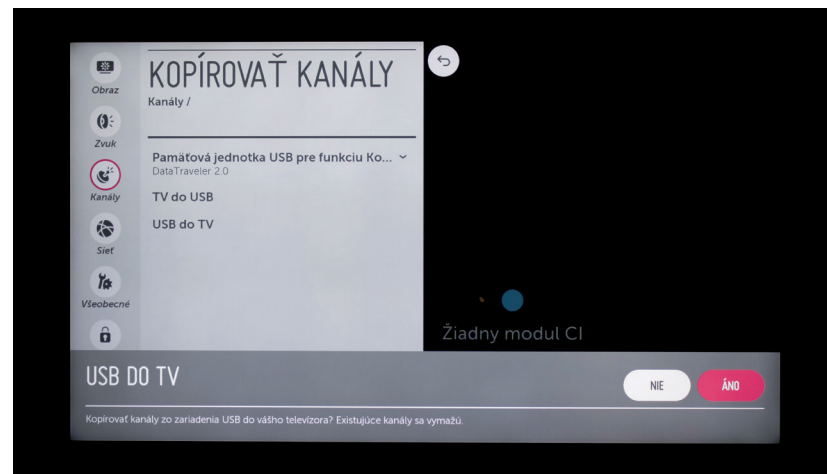 KOPÍROVAŤ KANÁLY
Kanály /
Obraz
Zvuk
Kanály
Sieť
Všeobecné
Pamäťová jednotka USB pre funkciu Ko...
DataTraveler 2.0
TV do USB
USB do TV
Žiadny modul CI
USB DO TV
NIE
ÁNO
Kopírovať kanály zo zariadenia USB do vášho televízora? Existujúce kanály sa vymažú.